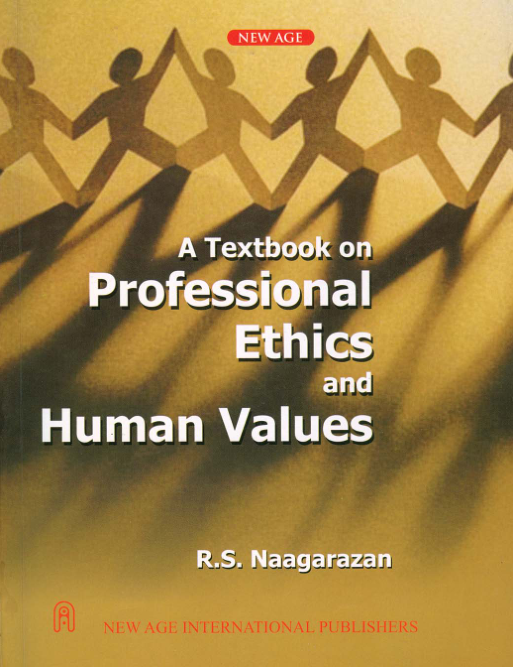 NEW AGE
A Textbook on
Professional
Ethics
and
Human Values
R.S. Naagarazan
NEW AGE INTERNATIONAL PUBLISHERS